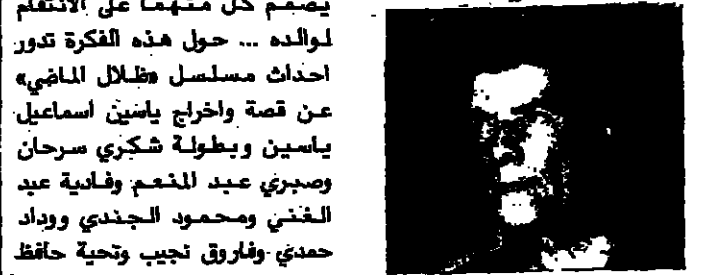 يصمم كل منهما على الانتقام
لوالده ... حول هذه الفكرة تدور
احداث مسلسل «ظلال الماضي»
عن قصة واخراج ياسين اسماعيل
ياسين وبطولة شكري سرحان
وصبري عبد المنعم وفادية عبد
الغني ومحمود الجندي ووداد
حمدي وفاروق نجيب وتحية حافظ